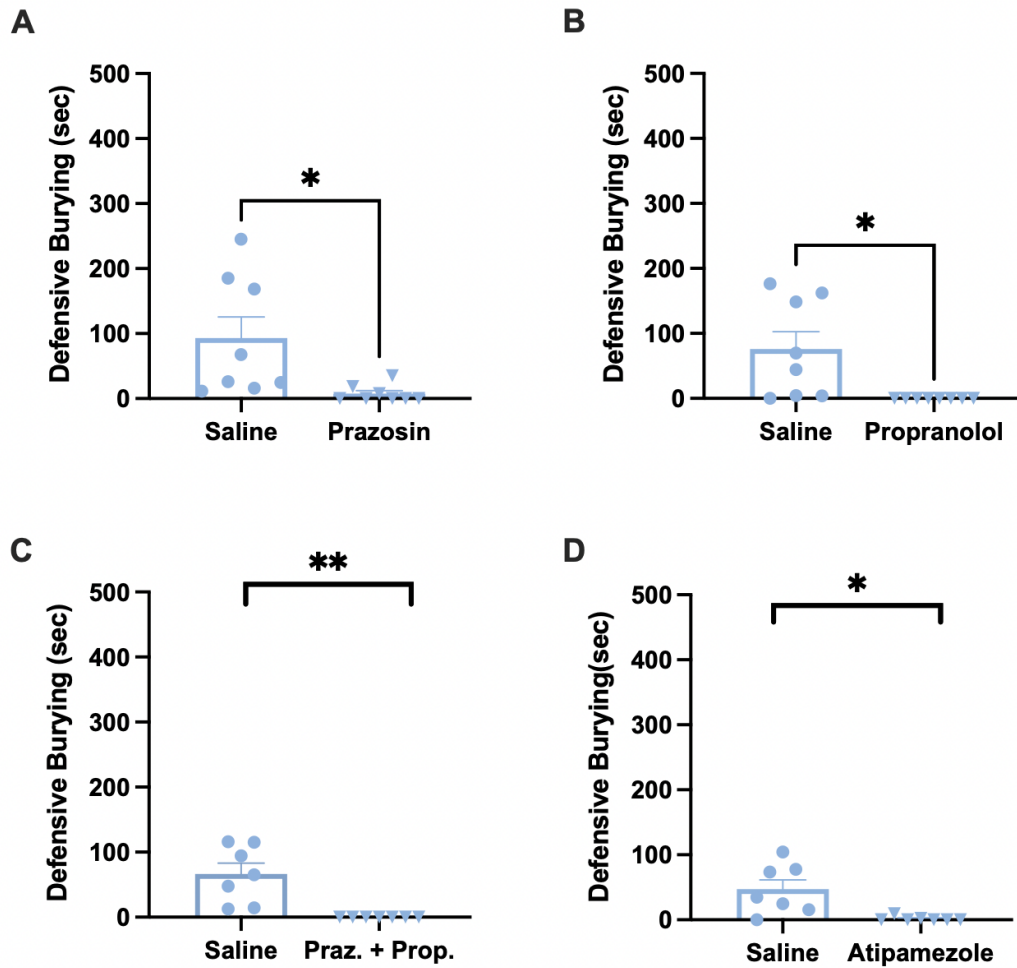 A
Defensive Burying (sec)
500
400
300
200
100
0
*
Saline Prazosin
B
Defensive Burying (sec)
500
400
300
200
100
0
*
Saline Propranolol
C
Defensive Burying (sec)
500
400
300
200
100
0
**
Saline Praz. + Prop.
D
Defensive Burying(sec)
500
400
300
200
100
0
*
Saline Atipamezole